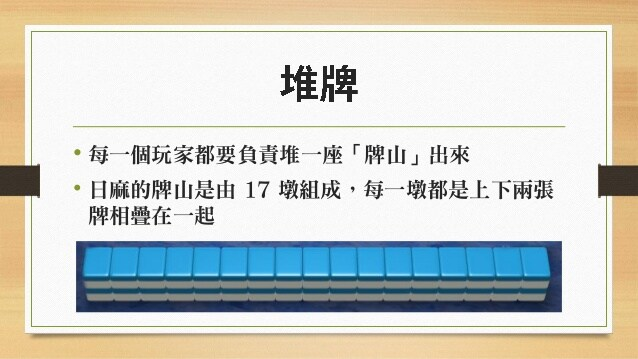 堆牌
• 每一個玩家都要負責堆一座「牌山」出來
• 日麻的牌山是由 17 墩組成，每一墩都是上下兩張
牌相疊在一起